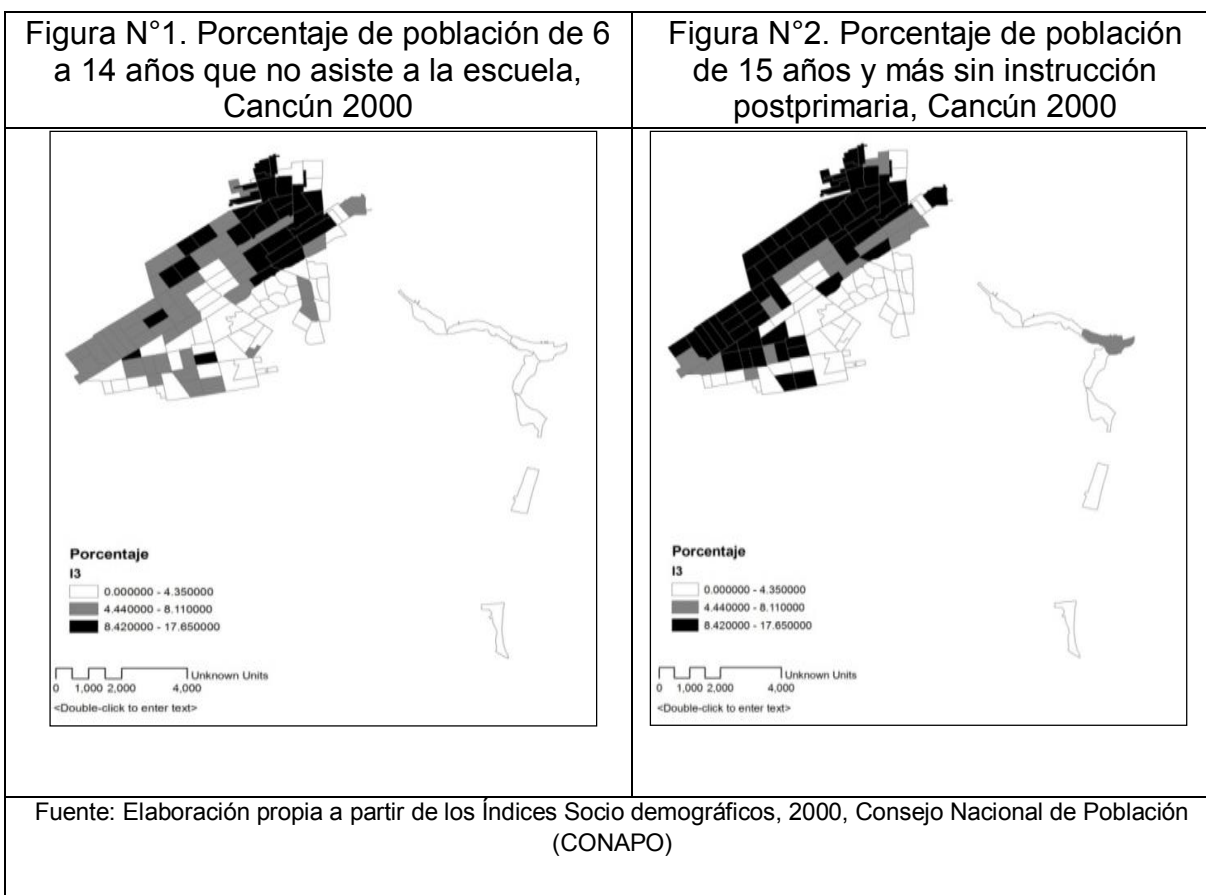 Figura N°1. Porcentaje de población de 6
a 14 años que no asiste a la escuela,
Cancún 2000
Figura N°2. Porcentaje de población
de 15 años y más sin instrucción
postprimaria, Cancún 2000
Porcentaje
I3
0.000000 - 4.350000
4.440000 - 8.110000
8.420000 - 17.650000
Unknown Units
0 1,000 2,000 4,000
<Double-click to enter text>
Porcentaje
I3
0.000000 - 4.350000
4.440000 - 8.110000
8.420000 - 17.650000
Unknown Units
0 1,000 2,000 4,000
<Double-click to enter text>
Fuente: Elaboración propia a partir de los Índices Socio demográficos, 2000, Consejo Nacional de Población
(CONAPO)